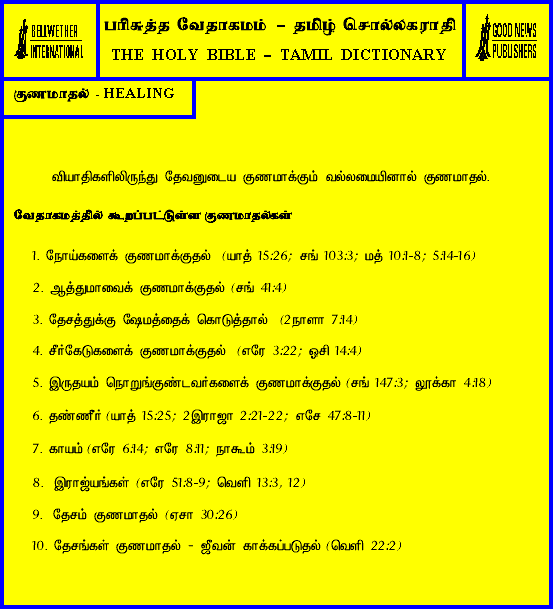 BELLWETHER
INTERNATIONAL
பரிசுத்த வேதாகமம் – தமிழ் சொல்லகராதி
THE HOLY BIBLE – TAMIL DICTIONARY
GOOD NEWS
PUBLISHERS
குணமாதல் - HEALING
வியாதிகளிலிருந்து தேவனுடைய குணமாக்கும் வல்லமையினால் குணமாதல்.
வேதாகமத்தில் கூறப்பட்டுள்ள குணமாதல்கள்
1. நோய்களைக் குணமாக்குதல் (யாத் 15:26; சங் 103:3; மத் 10:1-8; 5:14-16)
2. ஆத்துமாவைக் குணமாக்குதல் (சங் 41:4)
3. தேசத்துக்கு ஷேமத்தைக் கொடுத்தால் (2நாளா 7:14)
4. சீர்கேடுகளைக் குணமாக்குதல் (எரே 3:22; ஓசி 14:4)
5. இருதயம் நொறுங்குண்டவர்களைக் குணமாக்குதல் (சங் 147:3; லூக்கா 4:18)
6. தண்ணீர் (யாத் 15:25; 2இராஜா 2:21-22; எசே 47:8-11)
7. காயம் (எரே 6:14; எரே 8:11; நாகூம் 3:19)
8. இராஜ்யங்கள் (எரே 51:8-9; வெளி 13:3, 12)
9. தேசம் குணமாதல் (ஏசா 30:26)
10. தேசங்கள் குணமாதல் - ஜீவன் காக்கப்படுதல் (வெளி 22:2)